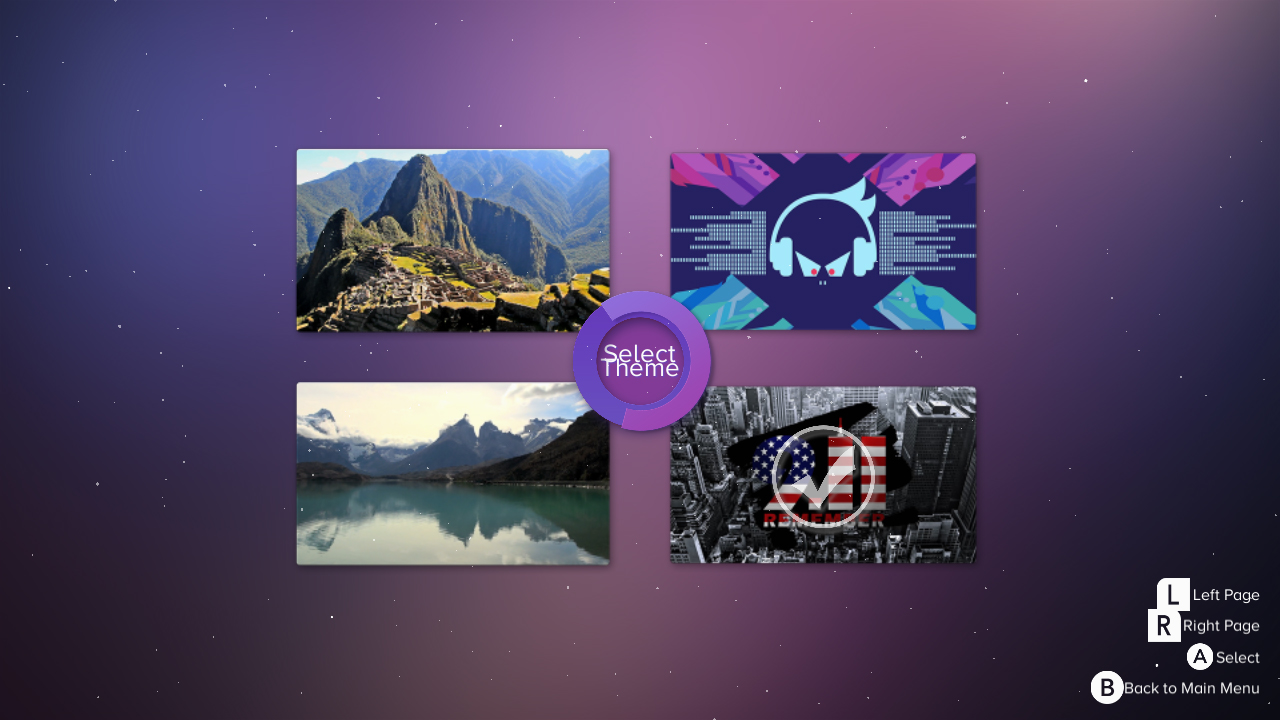 Select
Theme
REMEMBER
L Left Page
R Right Page
A Select
B Back to Main Menu